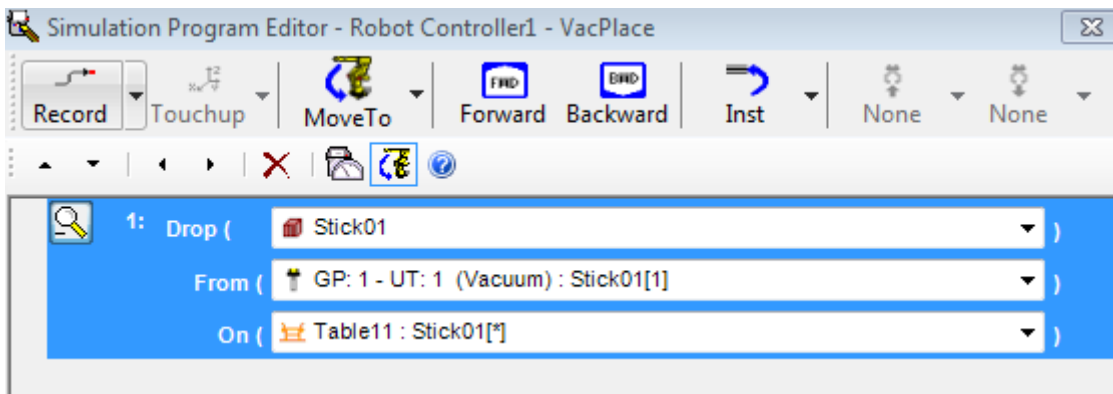 Simulation Program Editor - Robot Controller1 - VacPlace
FWD BWD
Record Touchup MoveTo Forward Backward Inst None None
1: Drop ( Stick01 )
From ( GP: 1 - UT: 1 (Vacuum) : Stick01[1] )
On ( Table11 : Stick01[*] )